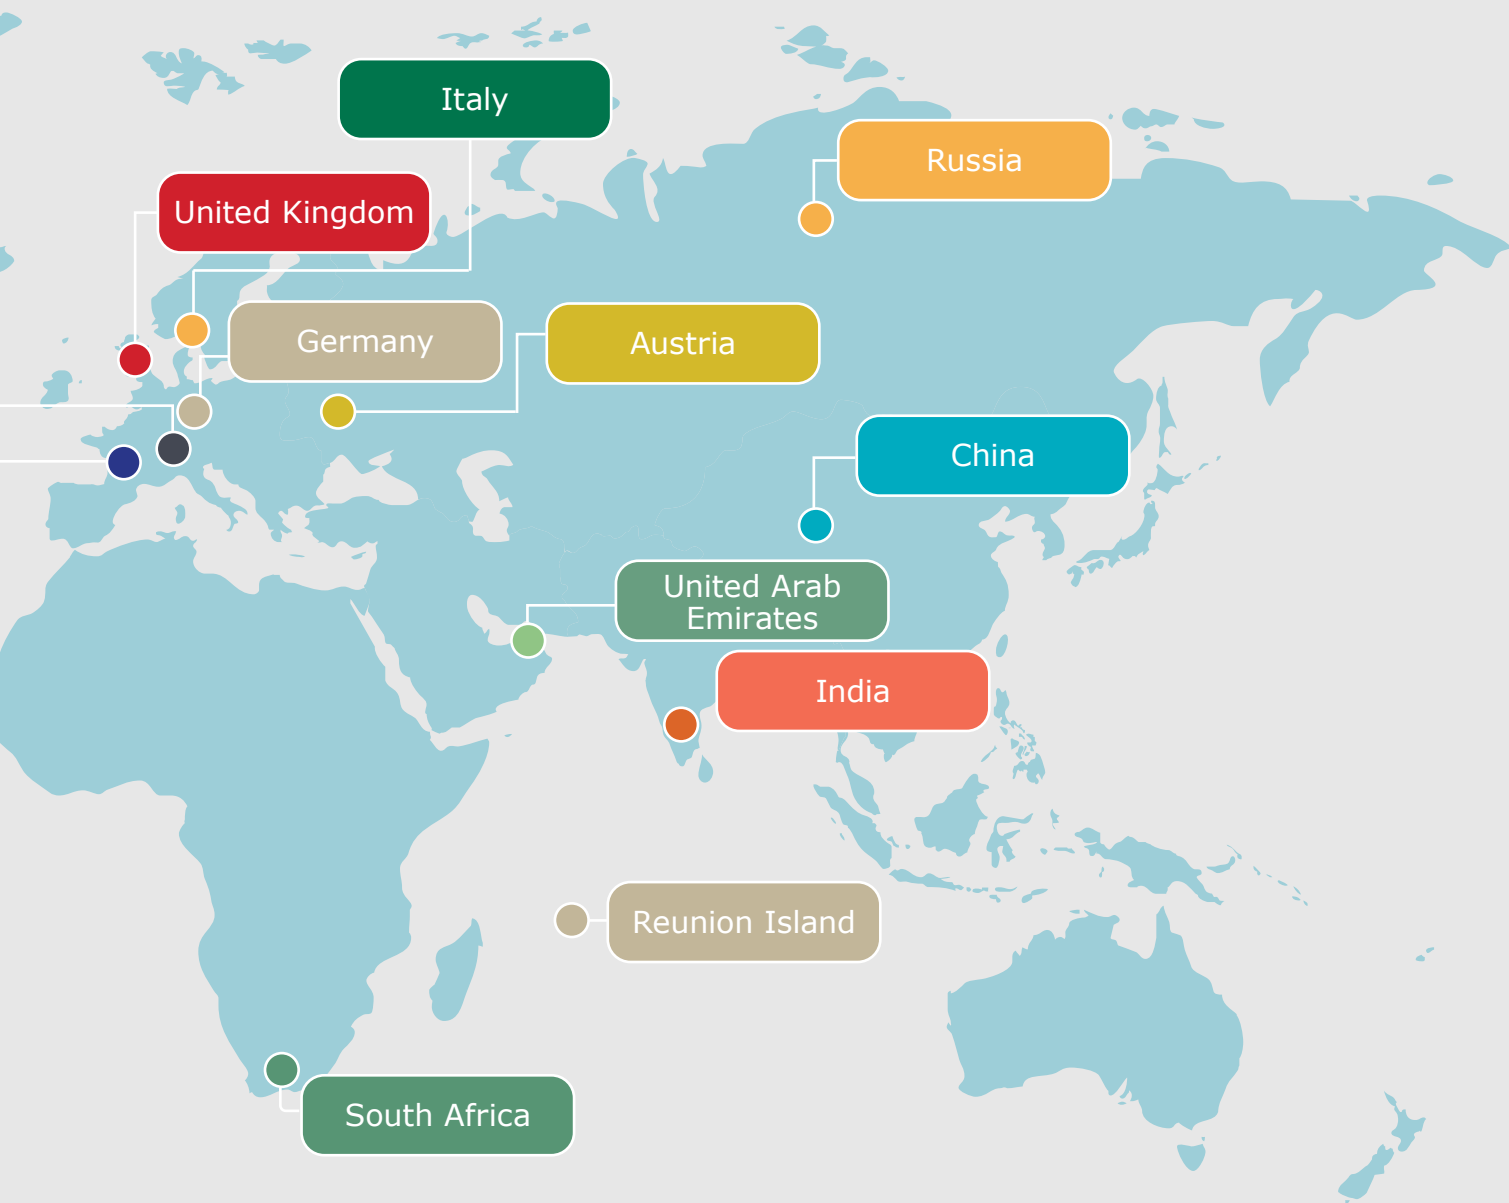 Italy
Russia
United Kingdom
Germany
Austria
China
United Arab
Emirates
India
Reunion Island
South Africa